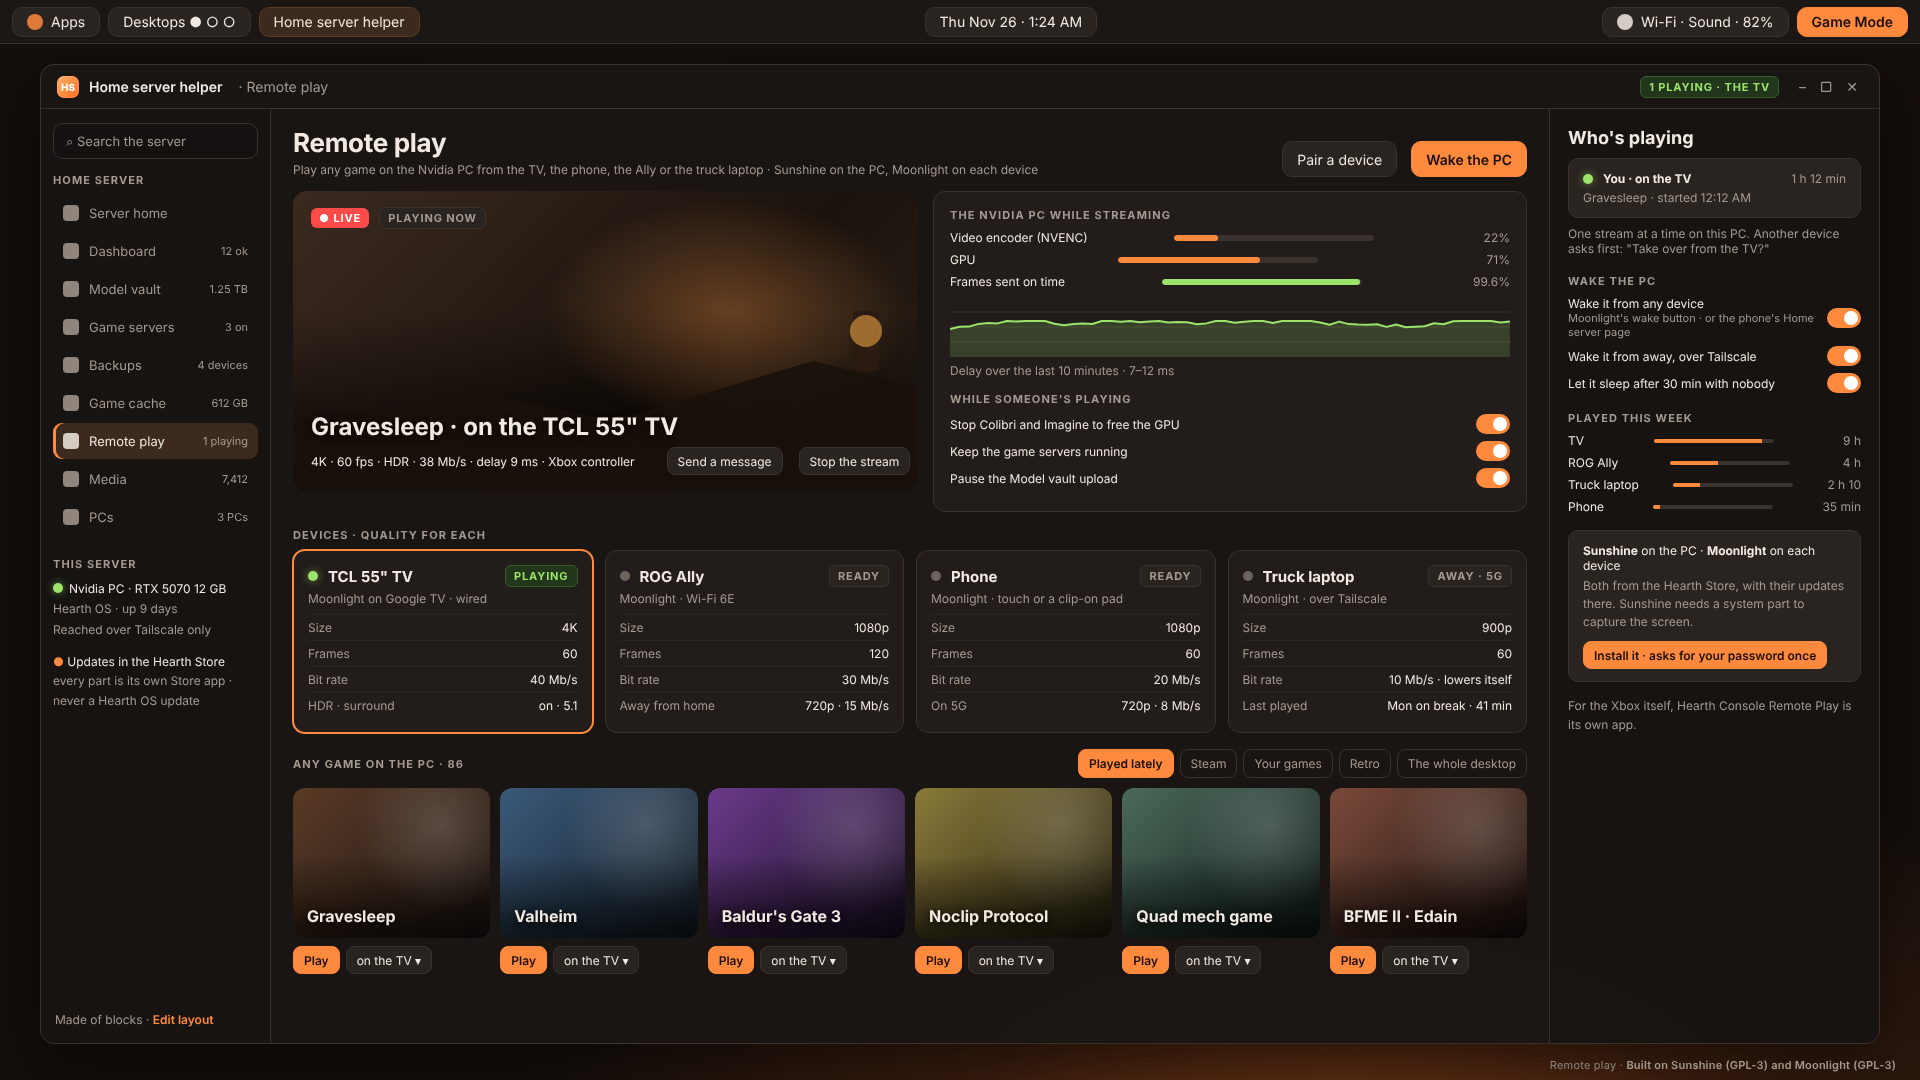 Apps
Desktops
Home server helper
Thu Nov 26 · 1:24 AM
Wi-Fi · Sound · 82%
Game Mode
HS
Home server helper · Remote play
1 PLAYING · THE TV
Search the server
HOME SERVER
Server home
Dashboard 12 ok
Model vault 1.25 TB
Game servers 3 on
Backups 4 devices
Game cache 612 GB
Remote play 1 playing
Media 7,412
PCs 3 PCs
THIS SERVER
Nvidia PC · RTX 5070 12 GB
Hearth OS · up 9 days
Reached over Tailscale only
Updates in the Hearth Store
every part is its own Store app ·
never a Hearth OS update
Made of blocks · Edit layout
Remote play
Play any game on the Nvidia PC from the TV, the phone, the Ally or the truck laptop · Sunshine on the PC, Moonlight on each device
Pair a device
Wake the PC
LIVE
PLAYING NOW
Gravesleep · on the TCL 55" TV
4K · 60 fps · HDR · 38 Mb/s · delay 9 ms · Xbox controller
Send a message
Stop the stream
THE NVIDIA PC WHILE STREAMING
Video encoder (NVENC) 22%
GPU 71%
Frames sent on time 99.6%
Delay over the last 10 minutes · 7–12 ms
WHILE SOMEONE'S PLAYING
Stop Colibri and Imagine to free the GPU
Keep the game servers running
Pause the Model vault upload
DEVICES · QUALITY FOR EACH
TCL 55" TV PLAYING
Moonlight on Google TV · wired
Size 4K
Frames 60
Bit rate 40 Mb/s
HDR · surround on · 5.1
ROG Ally READY
Moonlight · Wi-Fi 6E
Size 1080p
Frames 120
Bit rate 30 Mb/s
Away from home 720p · 15 Mb/s
Phone READY
Moonlight · touch or a clip-on pad
Size 1080p
Frames 60
Bit rate 20 Mb/s
On 5G 720p · 8 Mb/s
Truck laptop AWAY · 5G
Moonlight · over Tailscale
Size 900p
Frames 60
Bit rate 10 Mb/s · lowers itself
Last played Mon on break · 41 min
ANY GAME ON THE PC · 86
Played lately
Steam
Your games
Retro
The whole desktop
Gravesleep
Play on the TV ▾
Valheim
Play on the TV ▾
Baldur's Gate 3
Play on the TV ▾
Noclip Protocol
Play on the TV ▾
Quad mech game
Play on the TV ▾
BFME II · Edain
Play on the TV ▾
Who's playing
You · on the TV 1 h 12 min
Gravesleep · started 12:12 AM
One stream at a time on this PC. Another device
asks first: "Take over from the TV?"
WAKE THE PC
Wake it from any device
Moonlight's wake button · or the phone's Home
server page
Wake it from away, over Tailscale
Let it sleep after 30 min with nobody
PLAYED THIS WEEK
TV 9 h
ROG Ally 4 h
Truck laptop 2 h 10
Phone 35 min
Sunshine on the PC · Moonlight on each
device
Both from the Hearth Store, with their updates
there. Sunshine needs a system part to
capture the screen.
Install it · asks for your password once
For the Xbox itself, Hearth Console Remote Play is
its own app.
Remote play · Built on Sunshine (GPL-3) and Moonlight (GPL-3)